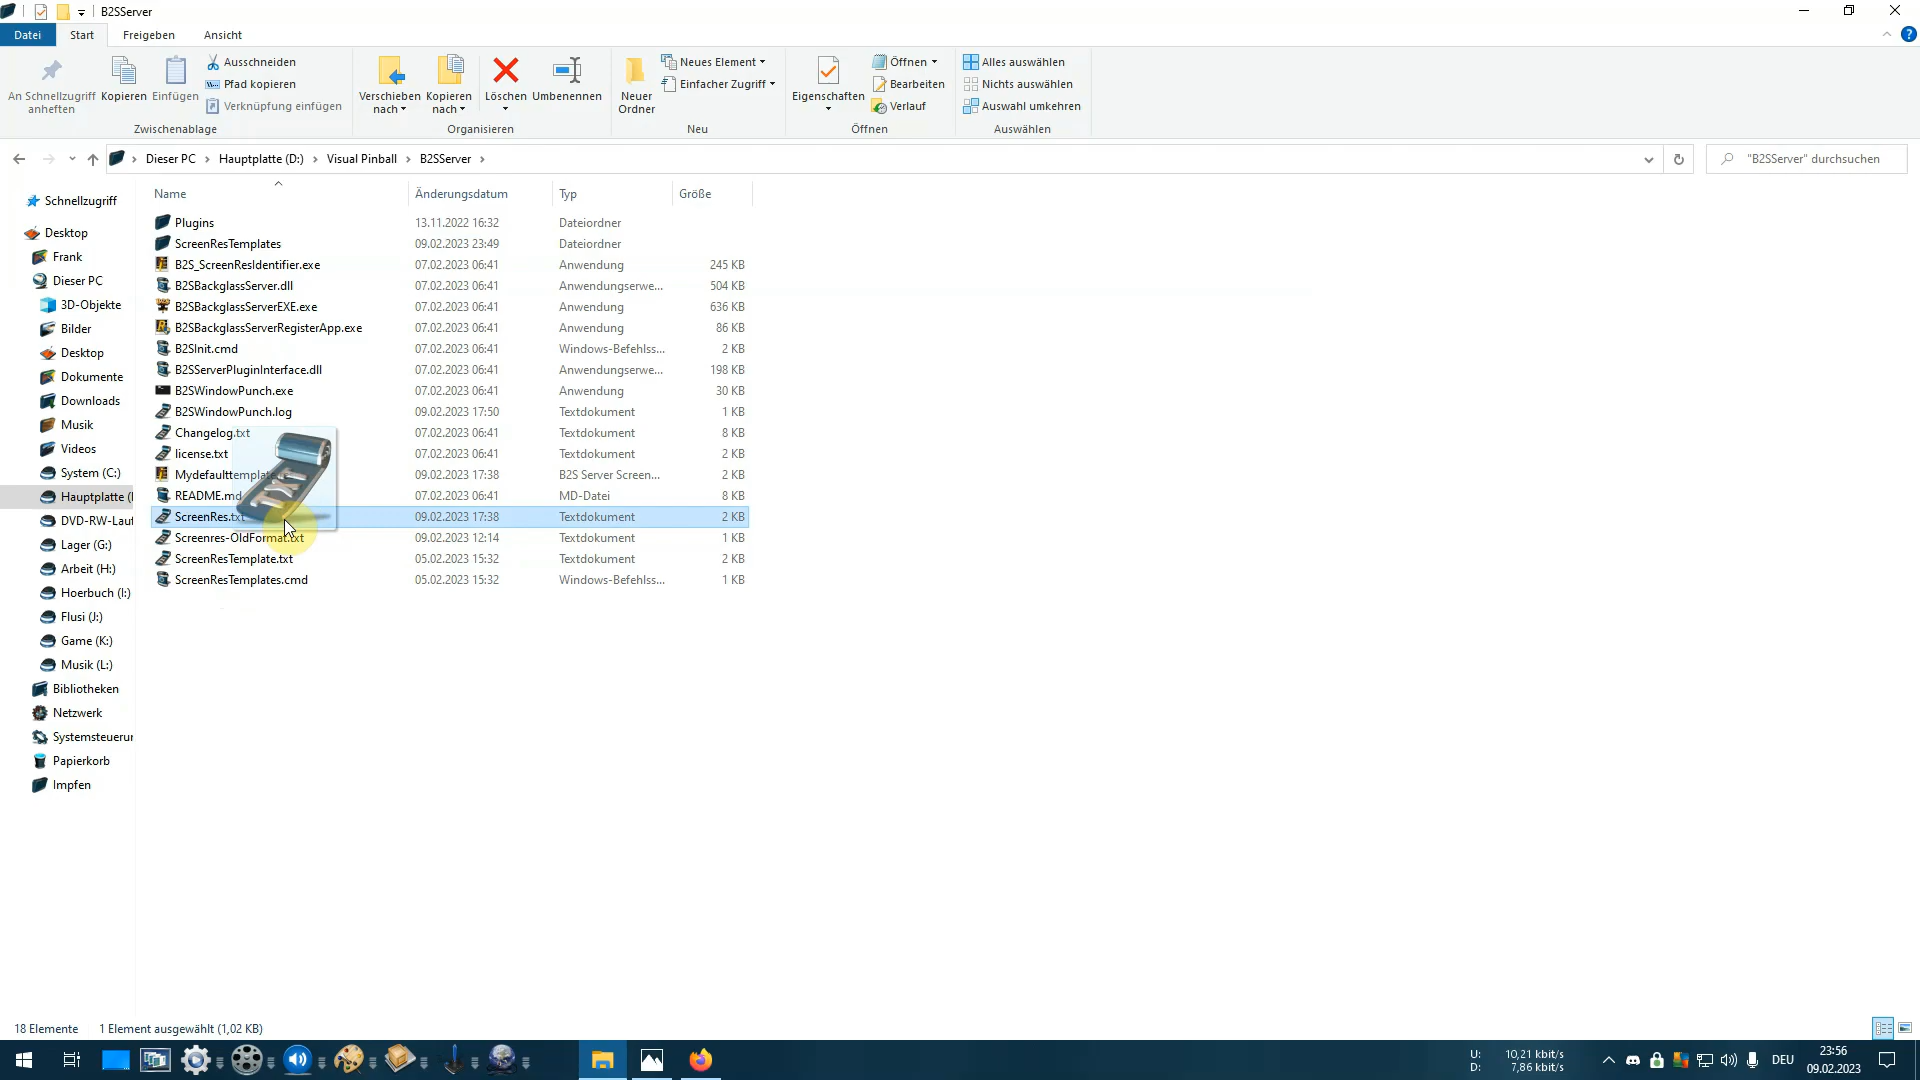 B2SServer
Datei Start Freigeben Ansicht
An Schnellzugriff anheften
Kopieren
Einfügen
Ausschneiden
Pfad kopieren
Verknüpfung einfügen
Zwischenablage
Verschieben nach
Kopieren nach
Löschen
Umbenennen
Organisieren
Neuer Ordner
Neues Element
Einfacher Zugriff
Neu
Eigenschaften
Öffnen
Bearbeiten
Verlauf
Öffnen
Alles auswählen
Nichts auswählen
Auswahl umkehren
Auswählen
Dieser PC › Hauptplatte (D:) › Visual Pinball › B2SServer ›
"B2SServer" durchsuchen
Schnellzugriff
Desktop
Frank
Dieser PC
3D-Objekte
Bilder
Desktop
Dokumente
Downloads
Musik
Videos
System (C:)
Hauptplatte (
DVD-RW-Lauf
Lager (G:)
Arbeit (H:)
Hoerbuch (I:)
Flusi (J:)
Game (K:)
Musik (L:)
Bibliotheken
Netzwerk
Systemsteuerun
Papierkorb
Impfen
Name Änderungsdatum Typ Größe
Plugins 13.11.2022 16:32 Dateiordner
ScreenResTemplates 09.02.2023 23:49 Dateiordner
B2S_ScreenResIdentifier.exe 07.02.2023 06:41 Anwendung 245 KB
B2SBackglassServer.dll 07.02.2023 06:41 Anwendungserwe... 504 KB
B2SBackglassServerEXE.exe 07.02.2023 06:41 Anwendung 636 KB
B2SBackglassServerRegisterApp.exe 07.02.2023 06:41 Anwendung 86 KB
B2SInit.cmd 07.02.2023 06:41 Windows-Befehlss... 2 KB
B2SServerPluginInterface.dll 07.02.2023 06:41 Anwendungserwe... 198 KB
B2SWindowPunch.exe 07.02.2023 06:41 Anwendung 30 KB
B2SWindowPunch.log 09.02.2023 17:50 Textdokument 1 KB
Changelog.txt 07.02.2023 06:41 Textdokument 8 KB
license.txt 07.02.2023 06:41 Textdokument 2 KB
Mydefaulttemplate 09.02.2023 17:38 B2S Server Screen... 2 KB
README.md 07.02.2023 06:41 MD-Datei 8 KB
ScreenRes.txt 09.02.2023 17:38 Textdokument 2 KB
Screenres-OldFormat.txt 09.02.2023 12:14 Textdokument 1 KB
ScreenResTemplate.txt 05.02.2023 15:32 Textdokument 2 KB
ScreenResTemplates.cmd 05.02.2023 15:32 Windows-Befehlss... 1 KB
TXT
18 Elemente 1 Element ausgewählt (1,02 KB)
U: 10,21 kbit/s
D: 7,86 kbit/s
DEU
23:56
09.02.2023